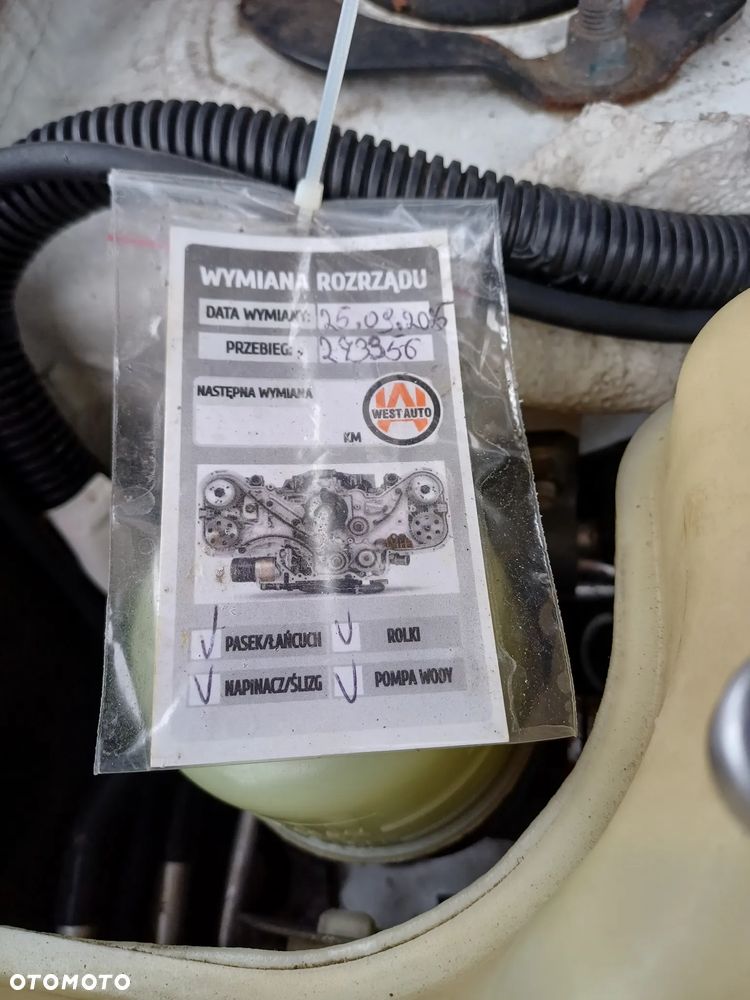 WYMIANA ROZRZĄDU
DATA WYMIANY: 25.09.2015
PRZEBIEG: 293956
NASTĘPNA WYMIANA
WEST AUTO
KM
PASEK/ŁAŃCUCH ROLKI
NAPINACZ/ŚLIZG POMPA WODY
OTOMOTO